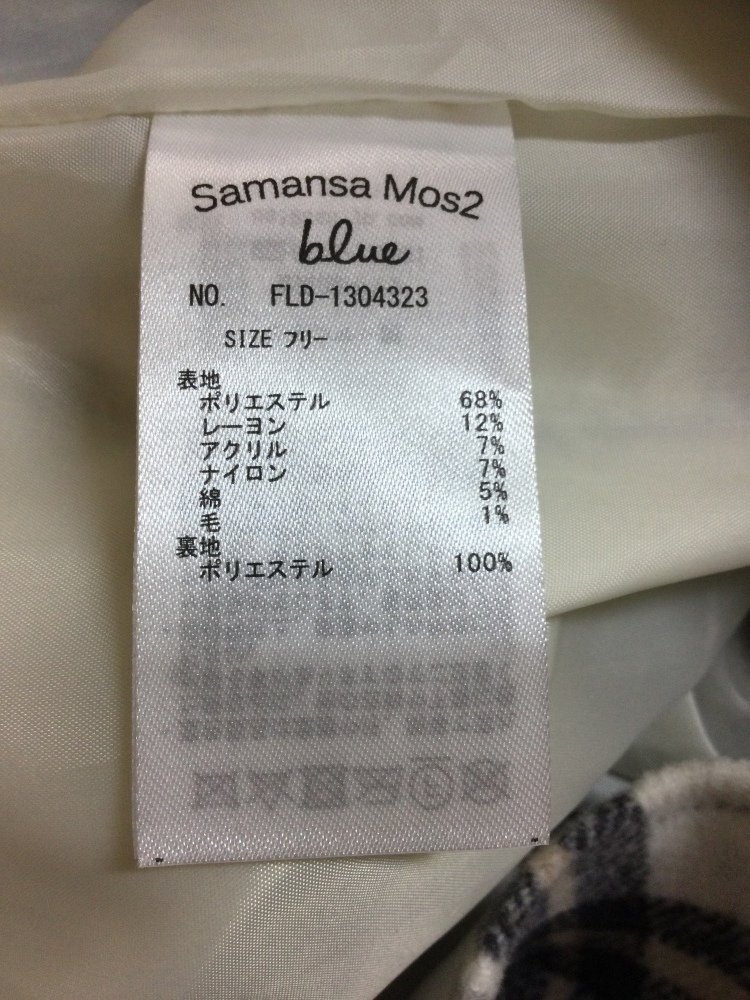 Samansa Mos2
blue
NO. FLD-1304323
SIZE フリー
表地
ポリエステル 68%
レーヨン 12%
アクリル 7%
ナイロン 7%
綿 5%
毛 1%
裏地
ポリエステル 100%